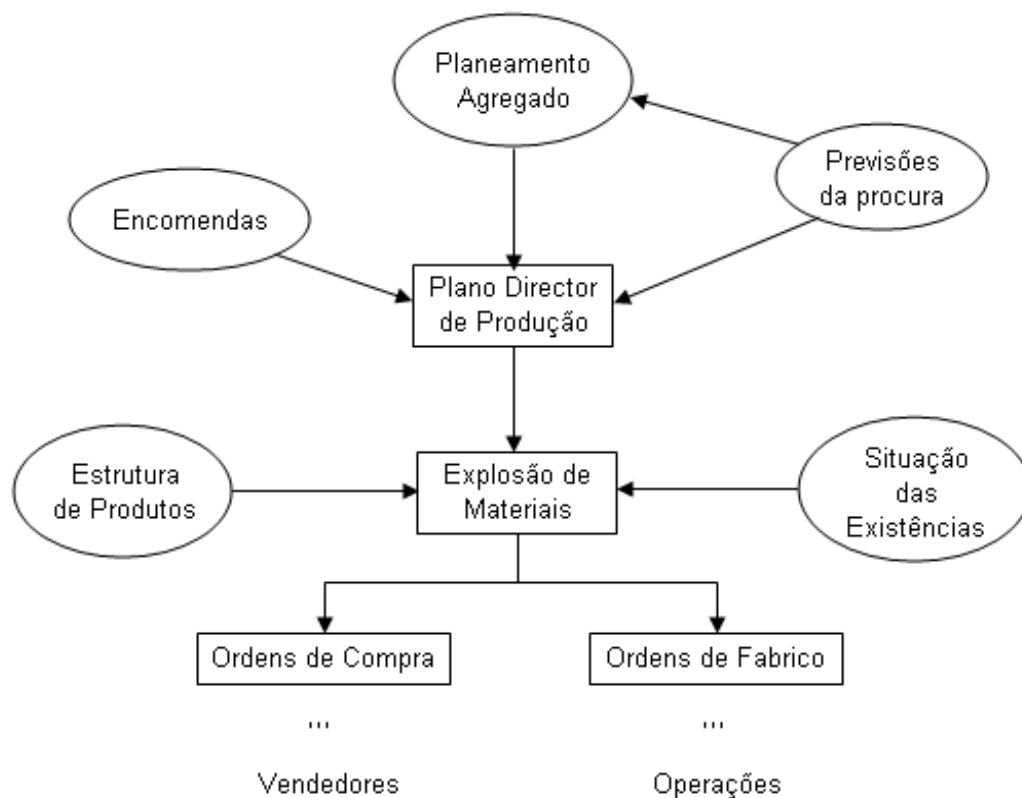 Planeamento
Agregado
Previsões
da procura
Encomendas
Plano Director
de Produção
Estrutura
de Produtos
Explosão de
Materiais
Situação
das
Existências
Ordens de Compra
Ordens de Fabrico
...
...
Vendedores
Operações